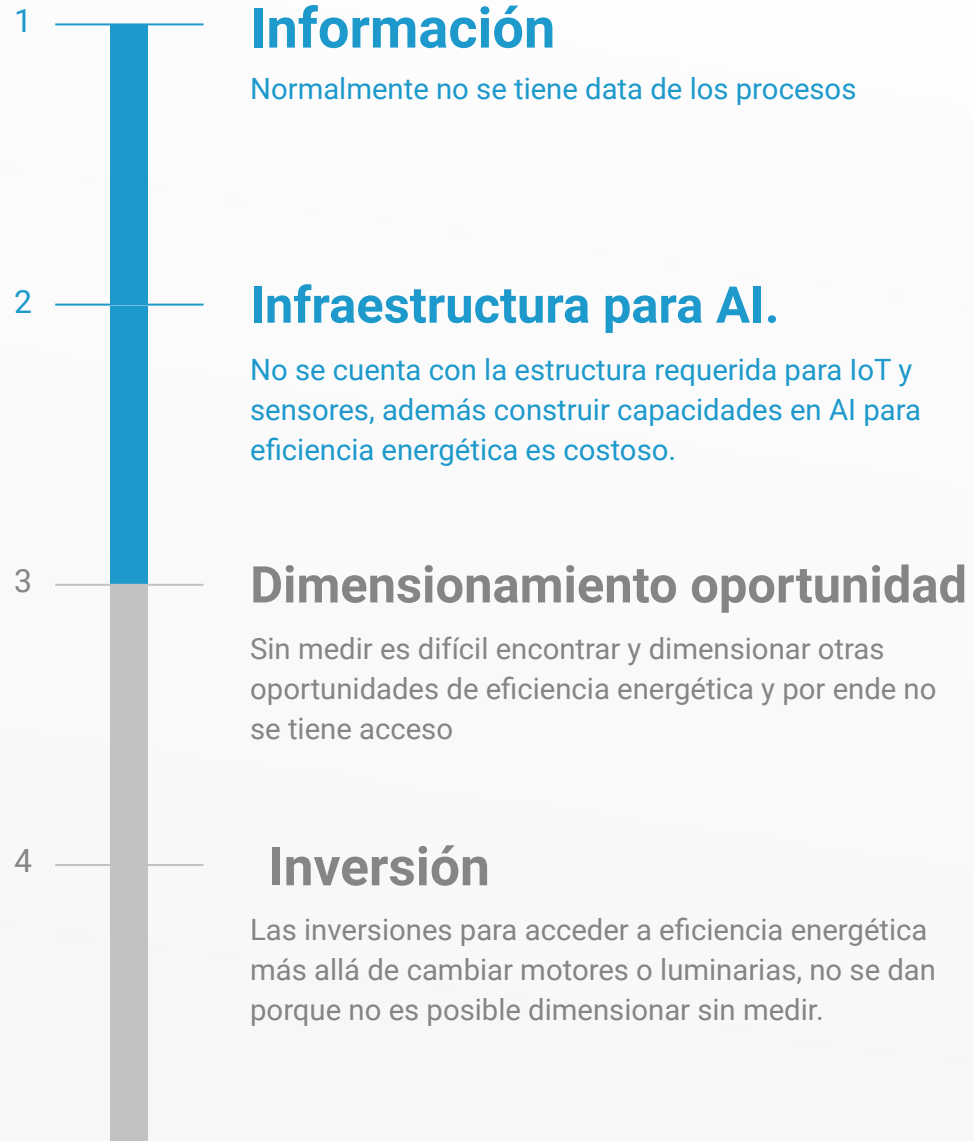 1
Información
Normalmente no se tiene data de los procesos
2
Infraestructura para AI.
No se cuenta con la estructura requerida para IoT y
sensores, además construir capacidades en AI para
eficiencia energética es costoso.
3
Dimensionamiento oportunidad
Sin medir es difícil encontrar y dimensionar otras
oportunidades de eficiencia energética y por ende no
se tiene acceso
4
Inversión
Las inversiones para acceder a eficiencia energética
más allá de cambiar motores o luminarias, no se dan
porque no es posible dimensionar sin medir.